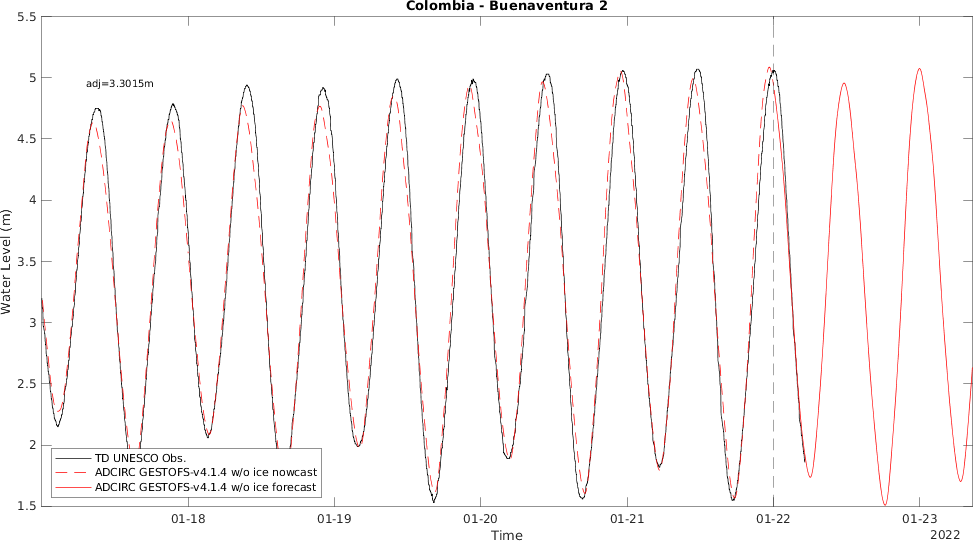 Colombia - Buenaventura 2
5.5
5
4.5
4
3.5
3
2.5
2
1.5
Water Level (m)
adj=3.3015m
TD UNESCO Obs.
ADCIRC GESTOFS-v4.1.4 w/o ice nowcast
ADCIRC GESTOFS-v4.1.4 w/o ice forecast
01-18 01-19 01-20 01-21 01-22 01-23
Time
2022